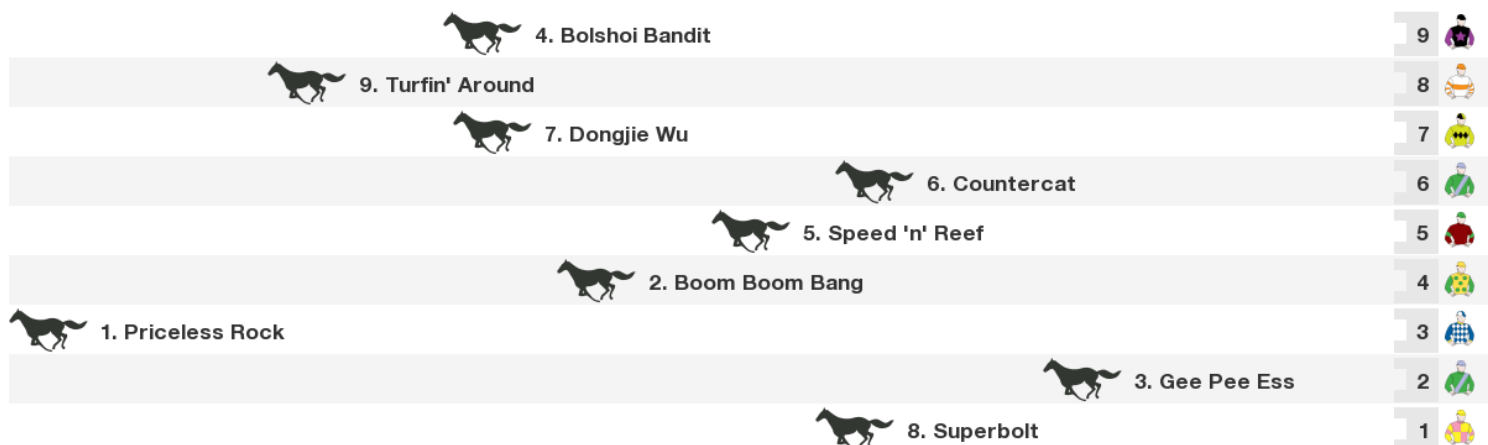 4. Bolshoi Bandit 9
9. Turfin' Around 8
7. Dongjie Wu 7
6. Countercat 6
5. Speed 'n' Reef 5
2. Boom Boom Bang 4
1. Priceless Rock 3
3. Gee Pee Ess 2
8. Superbolt 1